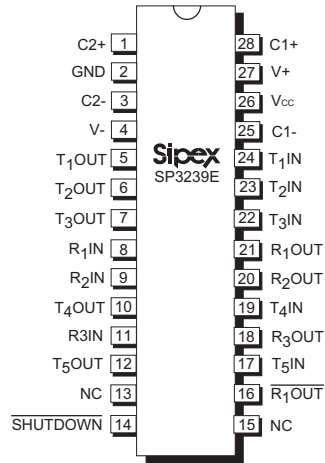 C2+ 1 28 C1+
GND 2 27 V+
C2- 3 26 Vcc
V- 4 25 C1-
T1OUT 5 Sipex 24 T1IN
SP3239E
T2OUT 6 23 T2IN
T3OUT 7 22 T3IN
R1IN 8 21 R1OUT
R2IN 9 20 R2OUT
T4OUT 10 19 T4IN
R3IN 11 18 R3OUT
T5OUT 12 17 T5IN
NC 13 16 R1OUT
SHUTDOWN 14 15 NC